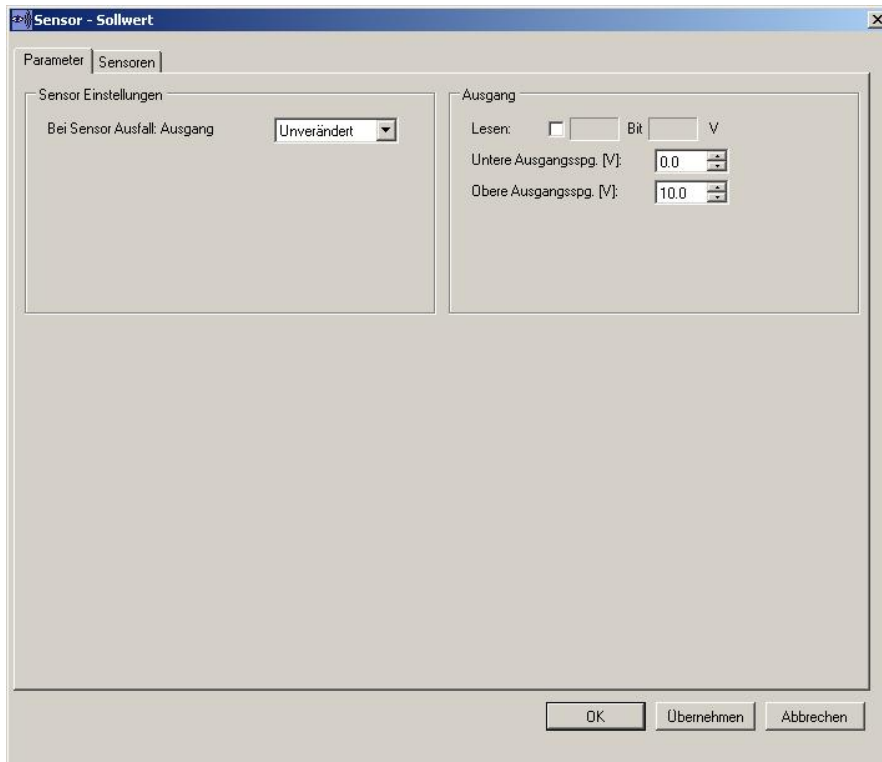 Sensor - Sollwert
Parameter
Sensoren
Sensor Einstellungen
Bei Sensor Ausfall: Ausgang
Unverändert
Ausgang
Lesen: Bit V
Untere Ausgangsspg. [V]: 0.0
Obere Ausgangsspg. [V]: 10.0
OK
Übernehmen
Abbrechen